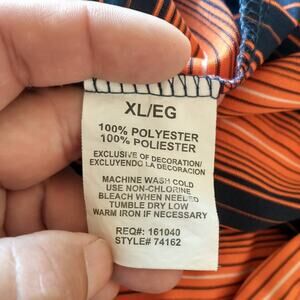 XL/EG
100% POLYESTER
100% POLIESTER
EXCLUSIVE OF DECORATION/
EXCLUYENDO LA DECORACION
MACHINE WASH COLD
USE NON-CHLORINE
BLEACH WHEN NEEDED
TUMBLE DRY LOW
WARM IRON IF NECESSARY
REQ#: 161040
STYLE# 74162